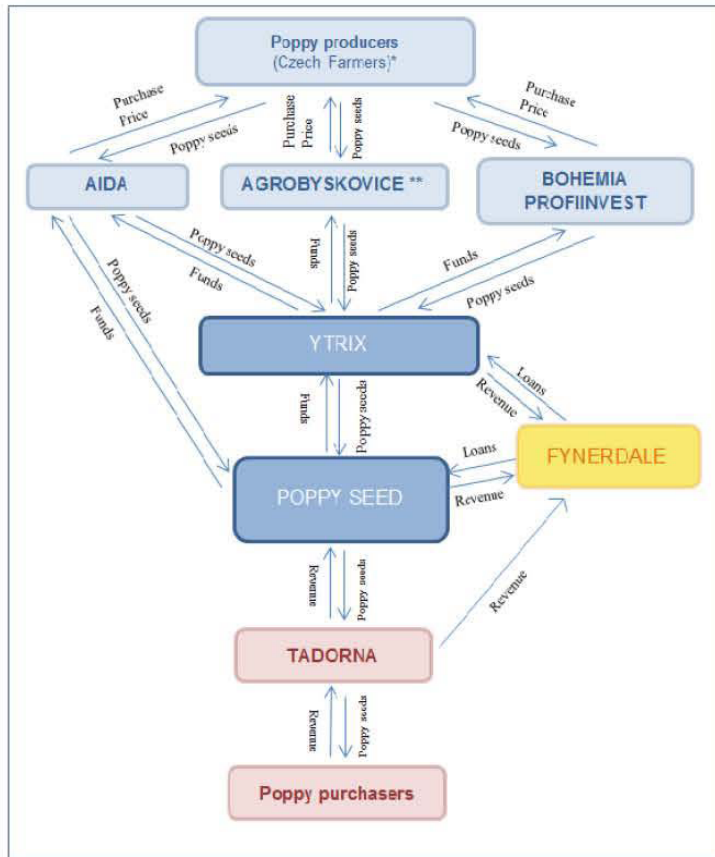 Poppy producers
(Czech Farmers)*
Purchase
Price
Poppy seeds
Purchase
Price
Poppy seeds
Purchase
Price
Poppy seeds
AIDA
AGROBYSKOVICE **
BOHEMIA
PROFIINVEST
Poppy seeds
Funds
Poppy seeds
Funds
Funds
Poppy seeds
Funds
Poppy seeds
YTRIX
Funds
Poppy seeds
Loans
Revenue
FYNERDALE
Loans
Revenue
POPPY SEED
Revenue
Poppy seeds
Revenue
TADORNA
Revenue
Poppy seeds
Poppy purchasers